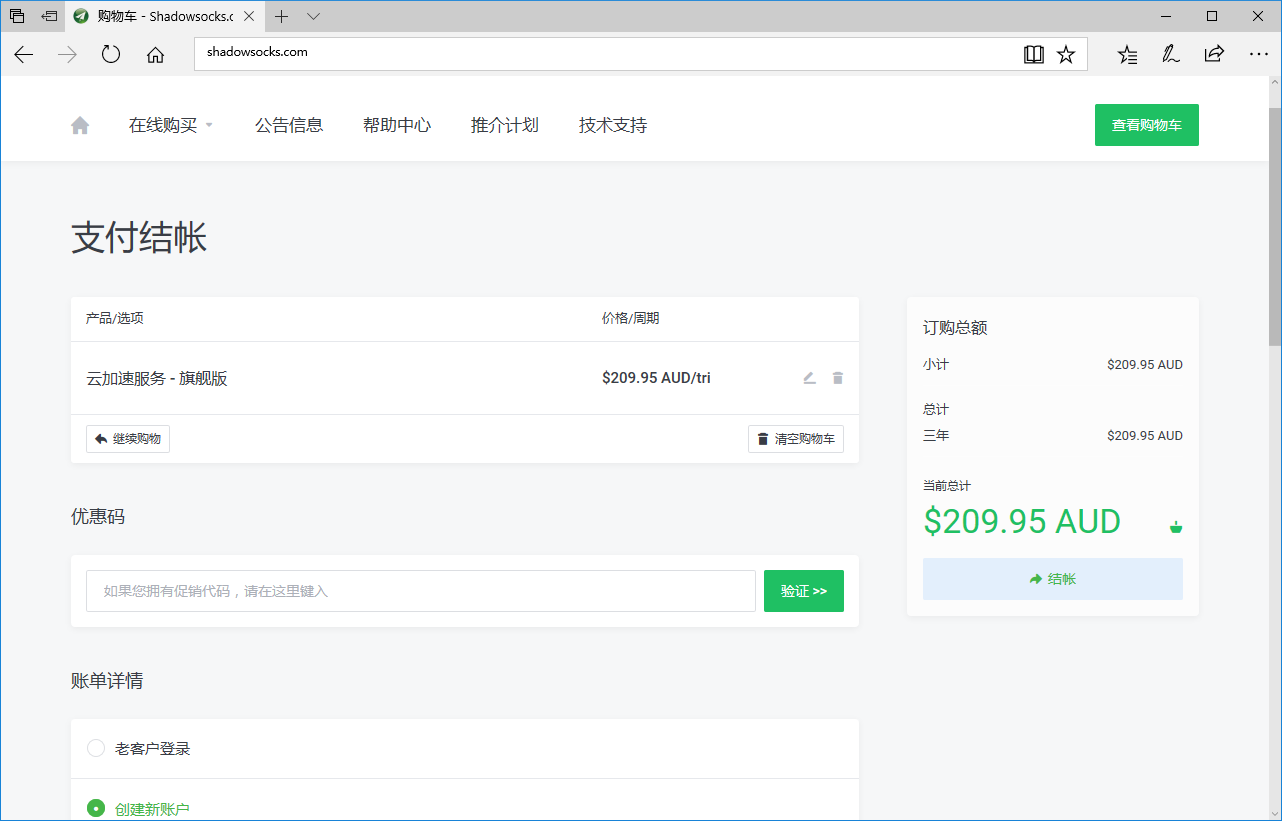 购物车 - Shadowsocks.c
shadowsocks.com
在线购买
公告信息
帮助中心
推介计划
技术支持
查看购物车
支付结帐
产品/选项
价格/周期
云加速服务 - 旗舰版
$209.95 AUD/tri
继续购物
清空购物车
订购总额
小计
$209.95 AUD
总计
三年
$209.95 AUD
当前总计
$209.95 AUD
结帐
优惠码
如果您拥有促销代码，请在这里键入
验证 >>
账单详情
老客户登录
创建新账户